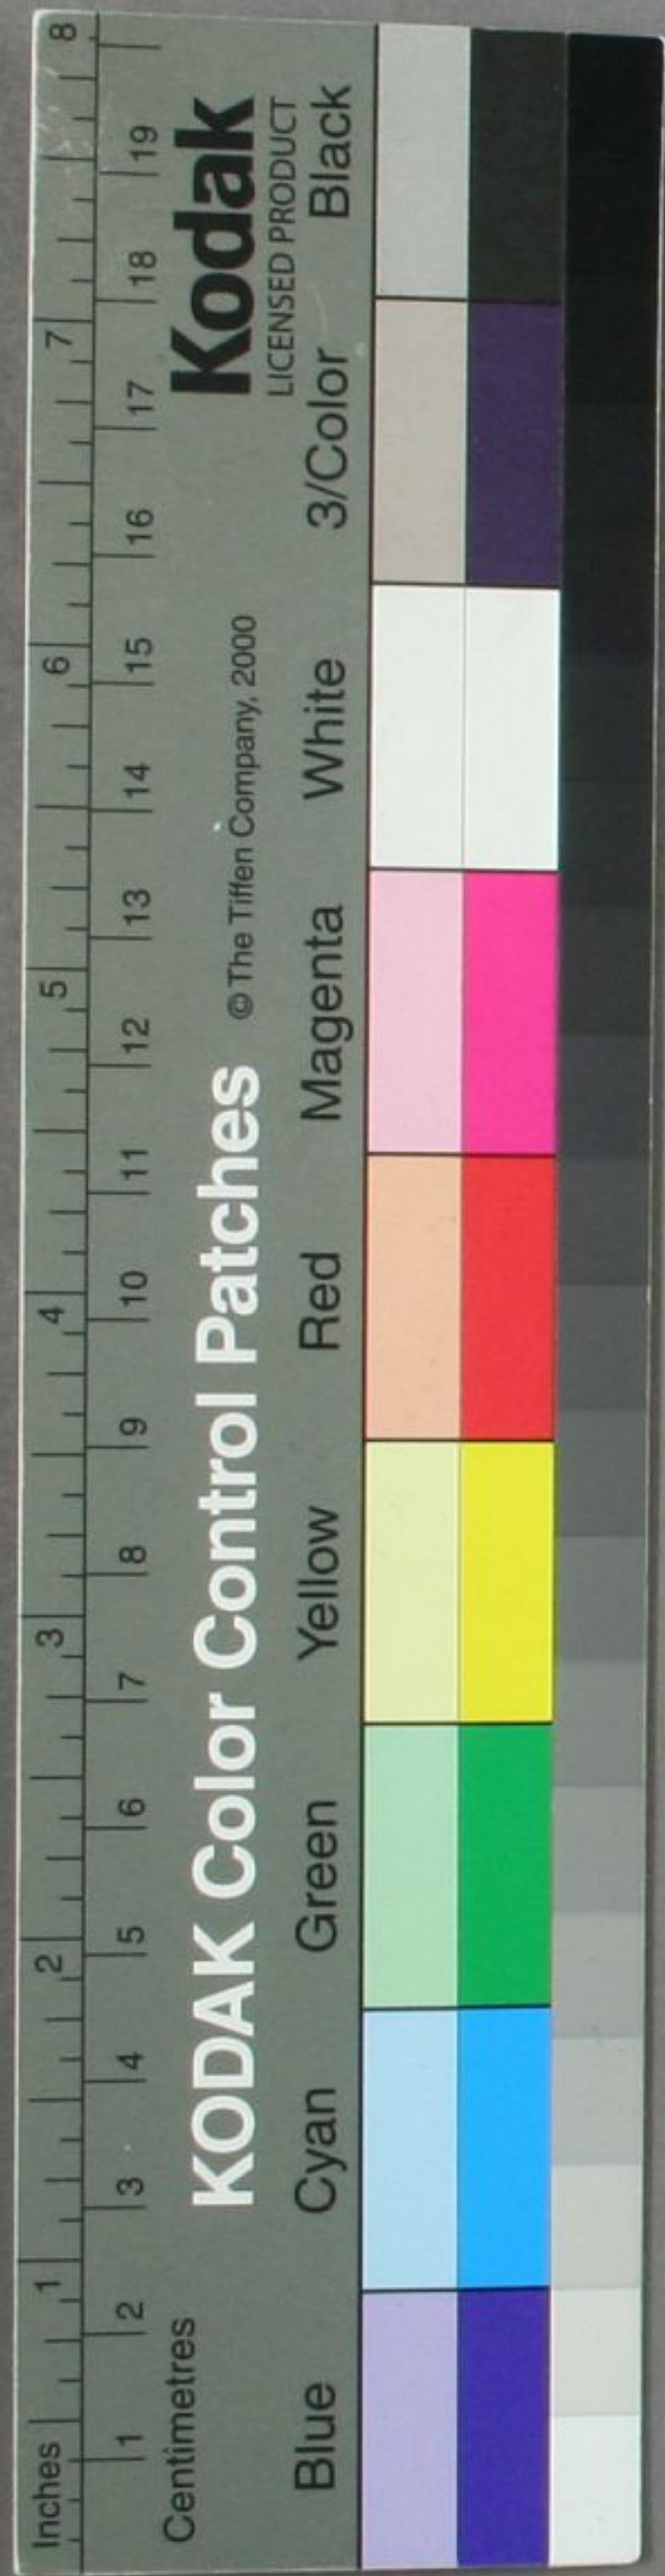 Inches 1 2 3 4 5 6 7 8
1 2 3 4 5 6 7 8 9 10 11 12 13 14 15 16 17 18 19
Centimetres
KODAK Color Control Patches © The Tiffen Company, 2000 Kodak
LICENSED PRODUCT
Blue Cyan Green Yellow Red Magenta White 3/Color Black